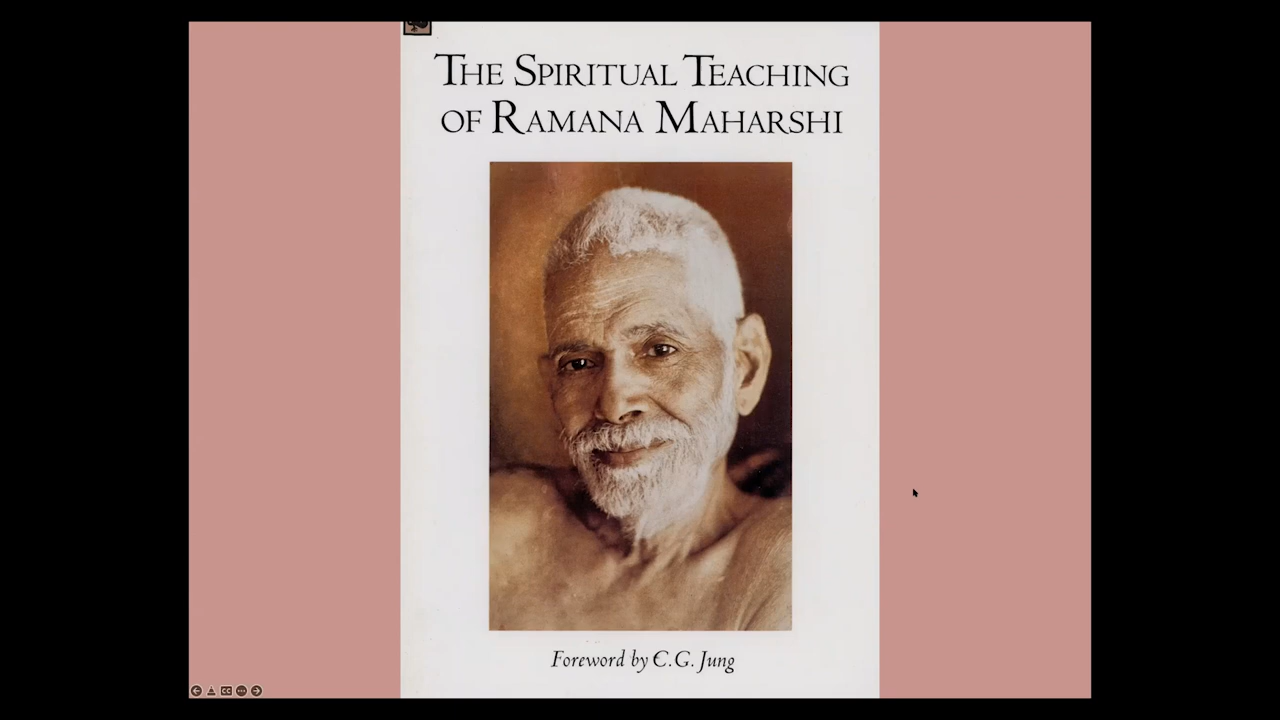 The Spiritual Teaching
of Ramana Maharshi
Foreword by C.G. Jung